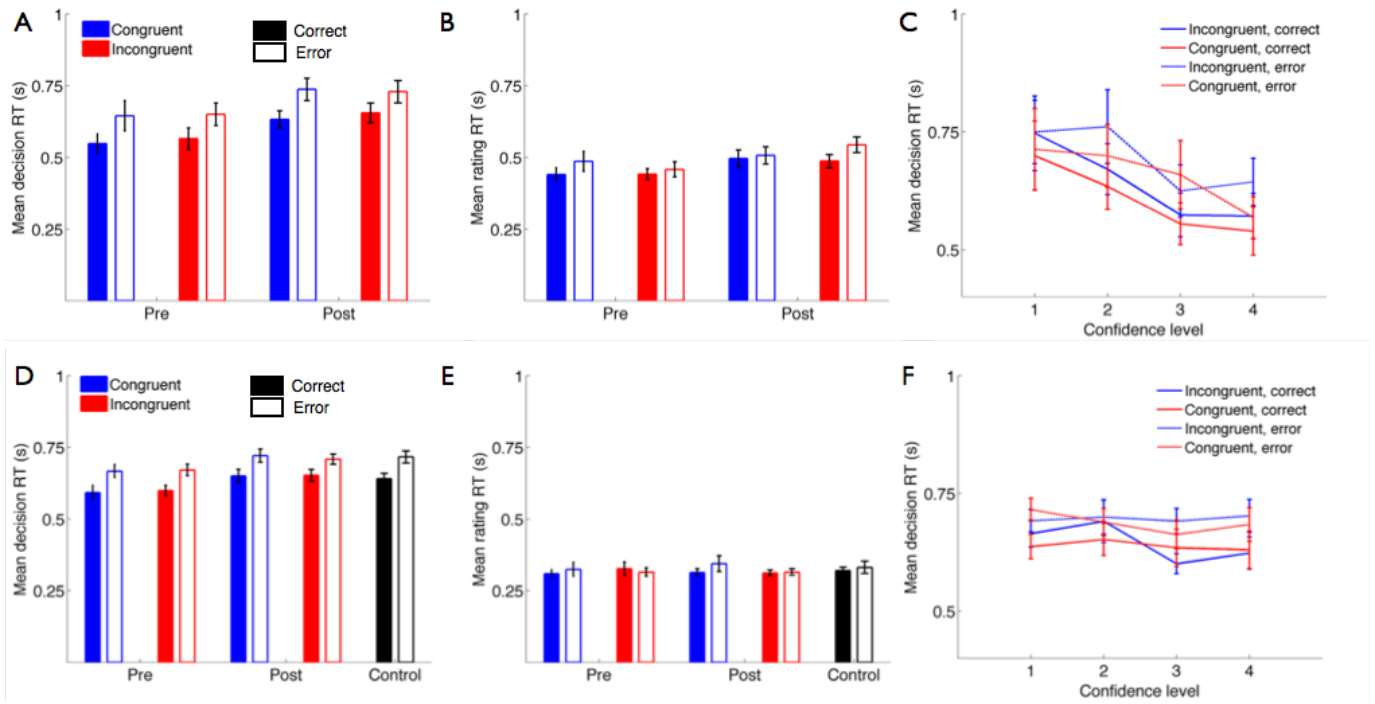 A
1
0.75
0.5
0.25
Mean decision RT (s)
Congruent
Incongruent
Correct
Error
Pre
Post
B
1
0.75
0.5
0.25
Mean rating RT (s)
Pre
Post
C
1
0.75
0.5
Mean decision RT (s)
Incongruent, correct
Congruent, correct
Incongruent, error
Congruent, error
1 2 3 4
Confidence level
D
1
0.75
0.5
0.25
Mean decision RT (s)
Congruent
Incongruent
Correct
Error
Pre
Post
Control
E
1
0.75
0.5
0.25
Mean rating RT (s)
Pre
Post
Control
F
1
0.75
0.5
Mean decision RT (s)
Incongruent, correct
Congruent, correct
Incongruent, error
Congruent, error
1 2 3 4
Confidence level